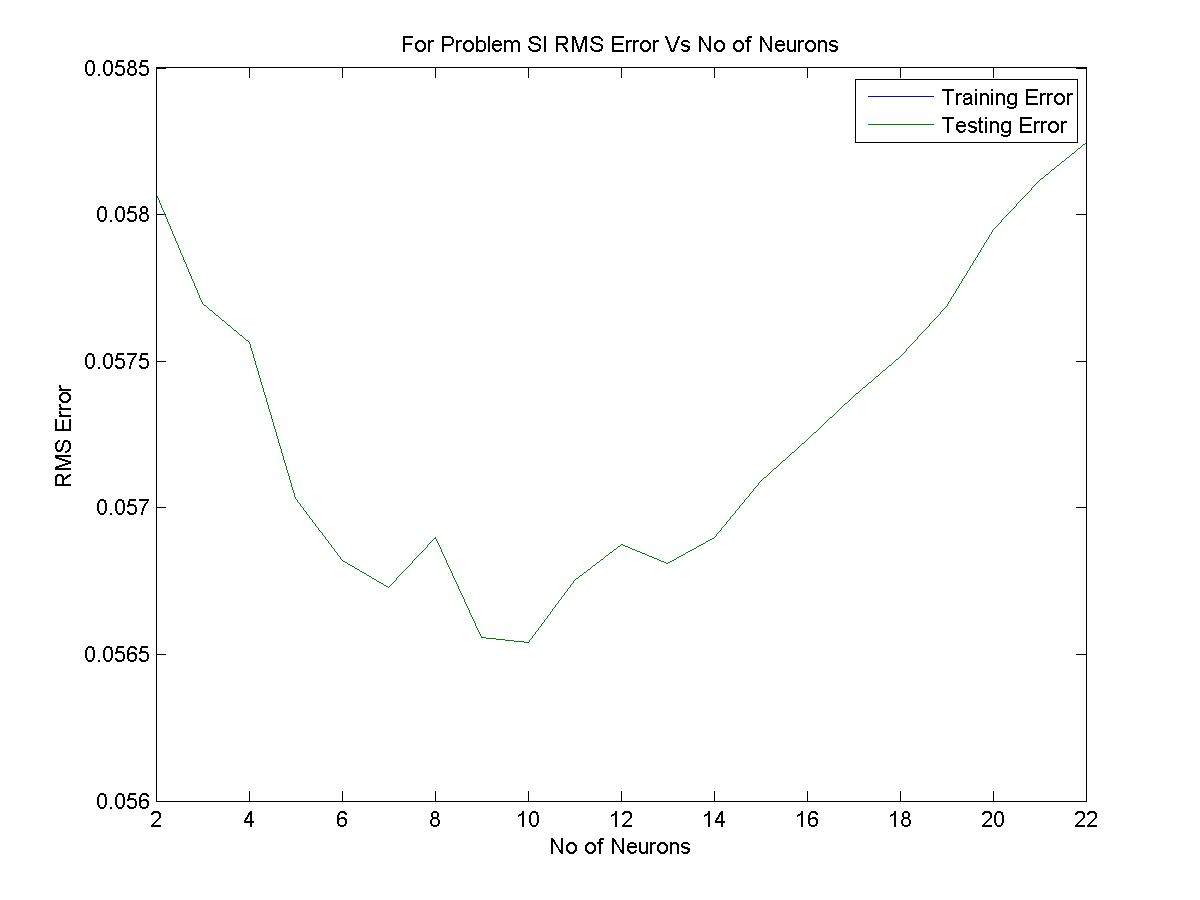 For Problem SI RMS Error Vs No of Neurons
0.0585
Training Error
Testing Error
0.058
0.0575
RMS Error
0.057
0.0565
0.056
2 4 6 8 10 12 14 16 18 20 22
No of Neurons